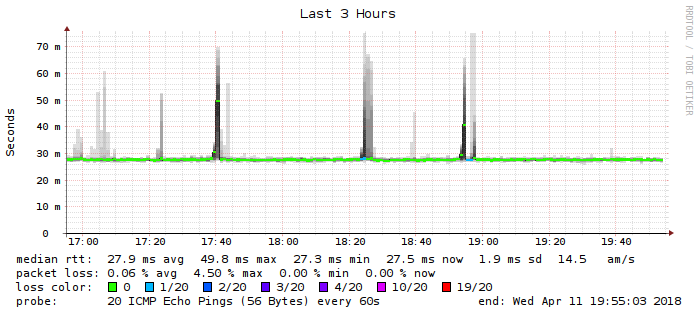 Last 3 Hours
RRDTOOL / TOBI OETIKER
Seconds
70 m
60 m
50 m
40 m
30 m
20 m
10 m
0
17:00 17:20 17:40 18:00 18:20 18:40 19:00 19:20 19:40
median rtt: 27.9 ms avg 49.8 ms max 27.3 ms min 27.5 ms now 1.9 ms sd 14.5 am/s
packet loss: 0.06 % avg 4.50 % max 0.00 % min 0.00 % now
loss color: 0 1/20 2/20 3/20 4/20 10/20 19/20
probe: 20 ICMP Echo Pings (56 Bytes) every 60s end: Wed Apr 11 19:55:03 2018